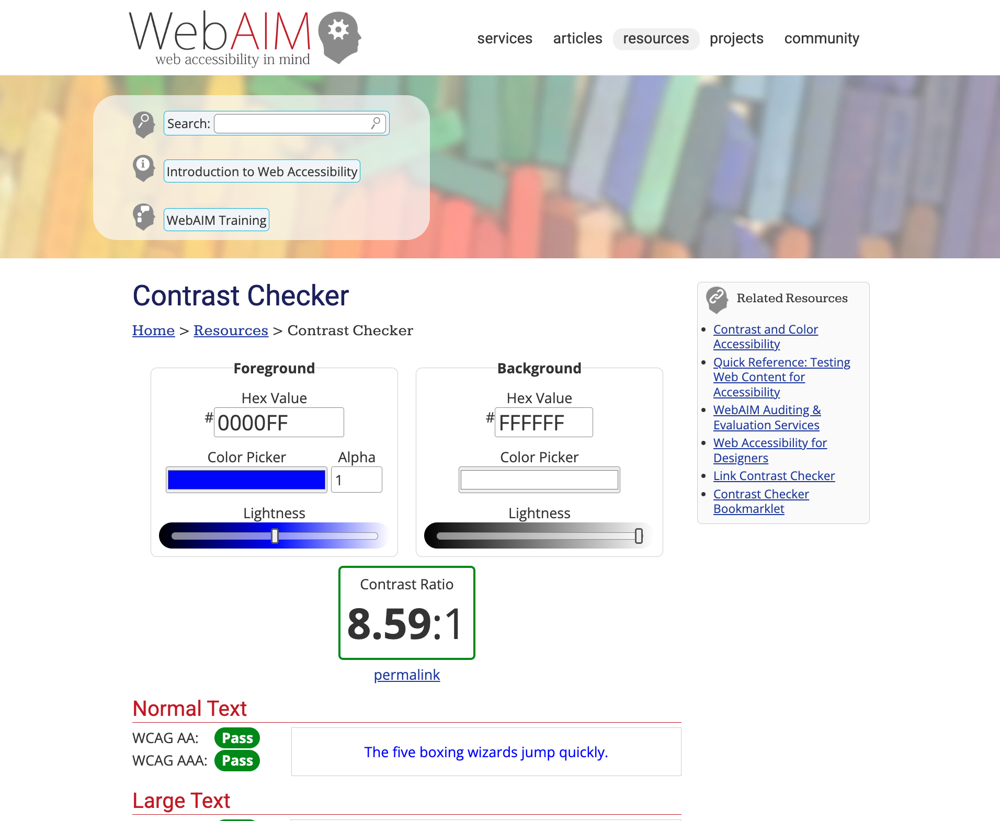 WebAIM
web accessibility in mind
services articles resources projects community
Search:
Introduction to Web Accessibility
WebAIM Training
Contrast Checker
Home > Resources > Contrast Checker
Foreground
Hex Value
#0000FF
Color Picker Alpha
1
Lightness
Background
Hex Value
#FFFFFF
Color Picker
Lightness
Contrast Ratio
8.59:1
permalink
Normal Text
WCAG AA: Pass
WCAG AAA: Pass
The five boxing wizards jump quickly.
Large Text
Related Resources
Contrast and Color
Accessibility
Quick Reference: Testing
Web Content for
Accessibility
WebAIM Auditing &
Evaluation Services
Web Accessibility for
Designers
Link Contrast Checker
Contrast Checker
Bookmarklet